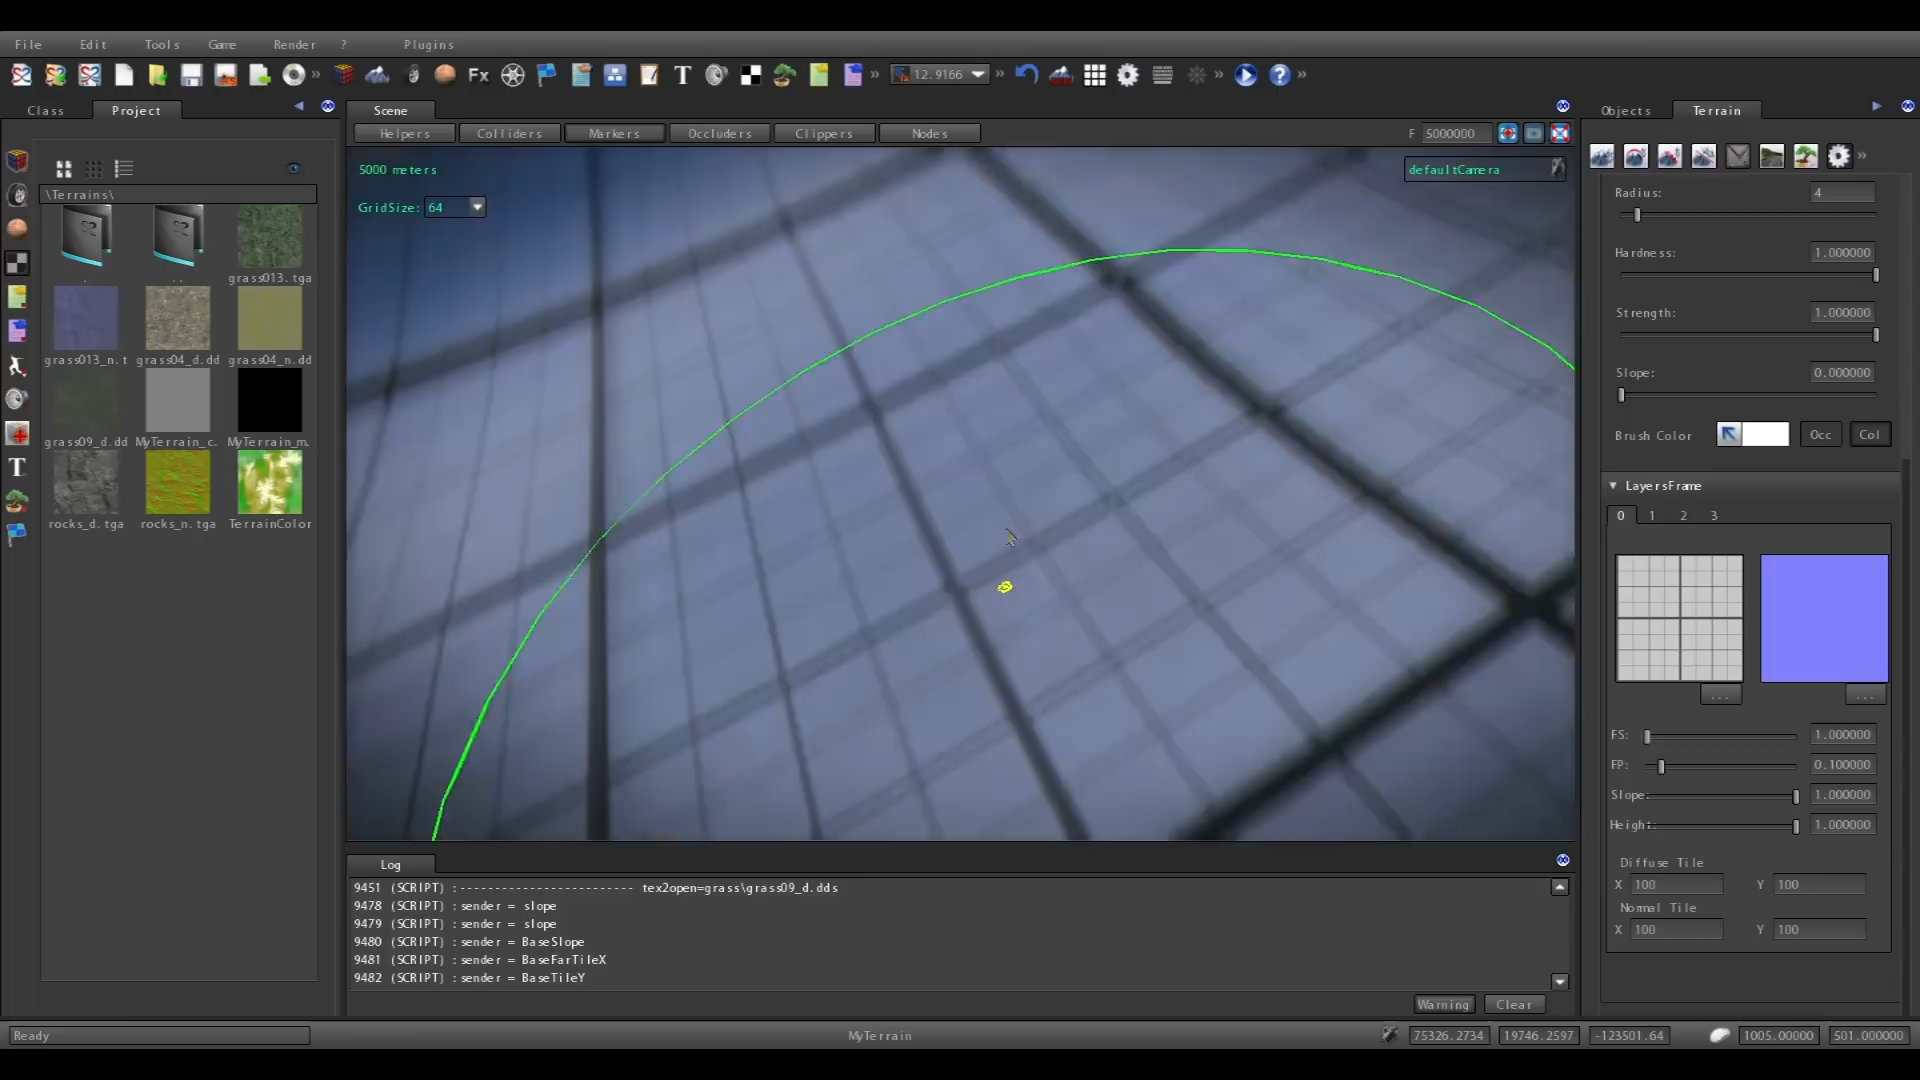 File Edit Tools Game Render ? Plugins
Fx T 12.9166
Class Project
Scene
Objects Terrain
Helpers Colliders Markers Occluders Clippers Nodes
F 5000000
5000 meters
defaultCamera
GridSize: 64
\Terrains\
. .. grass013.tga
grass013_n.t grass04_d.dd grass04_n.dd
grass09_d.dd MyTerrain_c. MyTerrain_m.
rocks_d.tga rocks_n.tga TerrainColor
T
Radius: 4
Hardness: 1.000000
Strength: 1.000000
Slope: 0.000000
Brush Color Occ Col
LayersFrame
0 1 2 3
... ...
FS: 1.000000
FP: 0.100000
Slope: 1.000000
Height: 1.000000
Diffuse Tile
X 100 Y 100
Normal Tile
X 100 Y 100
Log
9451 (SCRIPT) :------------------------- tex2open=grass\grass09_d.dds
9478 (SCRIPT) :sender = slope
9479 (SCRIPT) :sender = slope
9480 (SCRIPT) :sender = BaseSlope
9481 (SCRIPT) :sender = BaseFarTileX
9482 (SCRIPT) :sender = BaseTileY
Warning Clear
Ready MyTerrain 75326.2734 19746.2597 -123501.64 1005.00000 501.000000